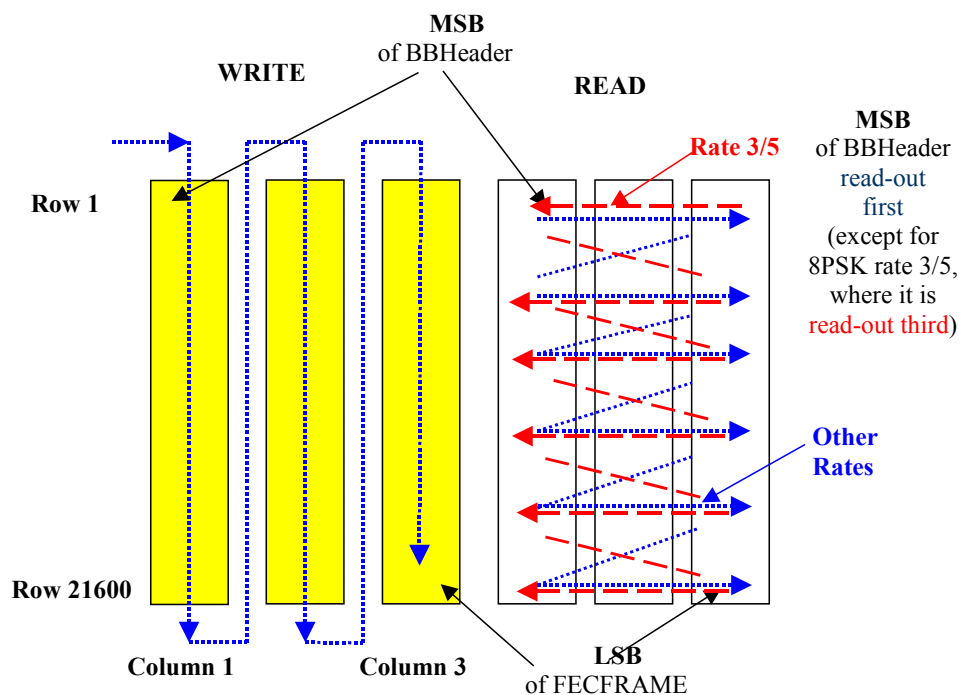 MSB
of BBHeader
WRITE
READ
MSB
of BBHeader
read-out
first
(except for
8PSK rate 3/5,
where it is
read-out third)
Rate 3/5
Row 1
Other
Rates
Row 21600
Column 1
Column 3
LSB
of FECFRAME